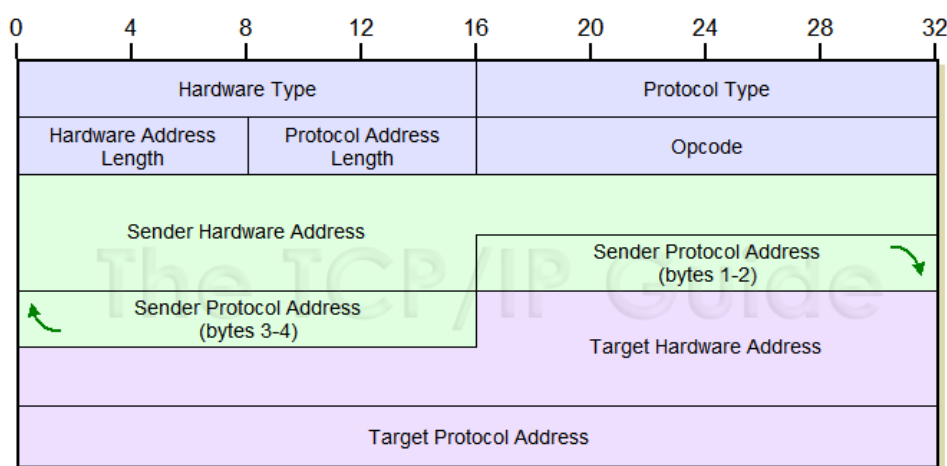 0 4 8 12 16 20 24 28 32
Hardware Type
Protocol Type
Hardware Address
Length
Protocol Address
Length
Opcode
Sender Hardware Address
Sender Protocol Address
(bytes 1-2)
The TCP/IP Guide
Sender Protocol Address
(bytes 3-4)
Target Hardware Address
Target Protocol Address